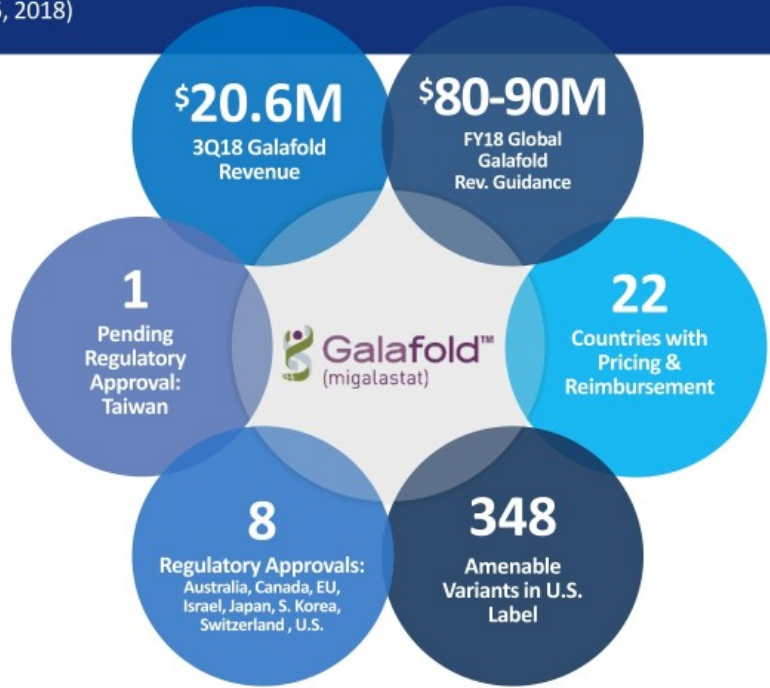 , 2018)
$20.6M
3Q18 Galafold
Revenue
$80-90M
FY18 Global
Galafold
Rev. Guidance
1
Pending
Regulatory
Approval:
Taiwan
Galafold™
(migalastat)
22
Countries with
Pricing &
Reimbursement
8
Regulatory Approvals:
Australia, Canada, EU,
Israel, Japan, S. Korea,
Switzerland , U.S.
348
Amenable
Variants in U.S.
Label